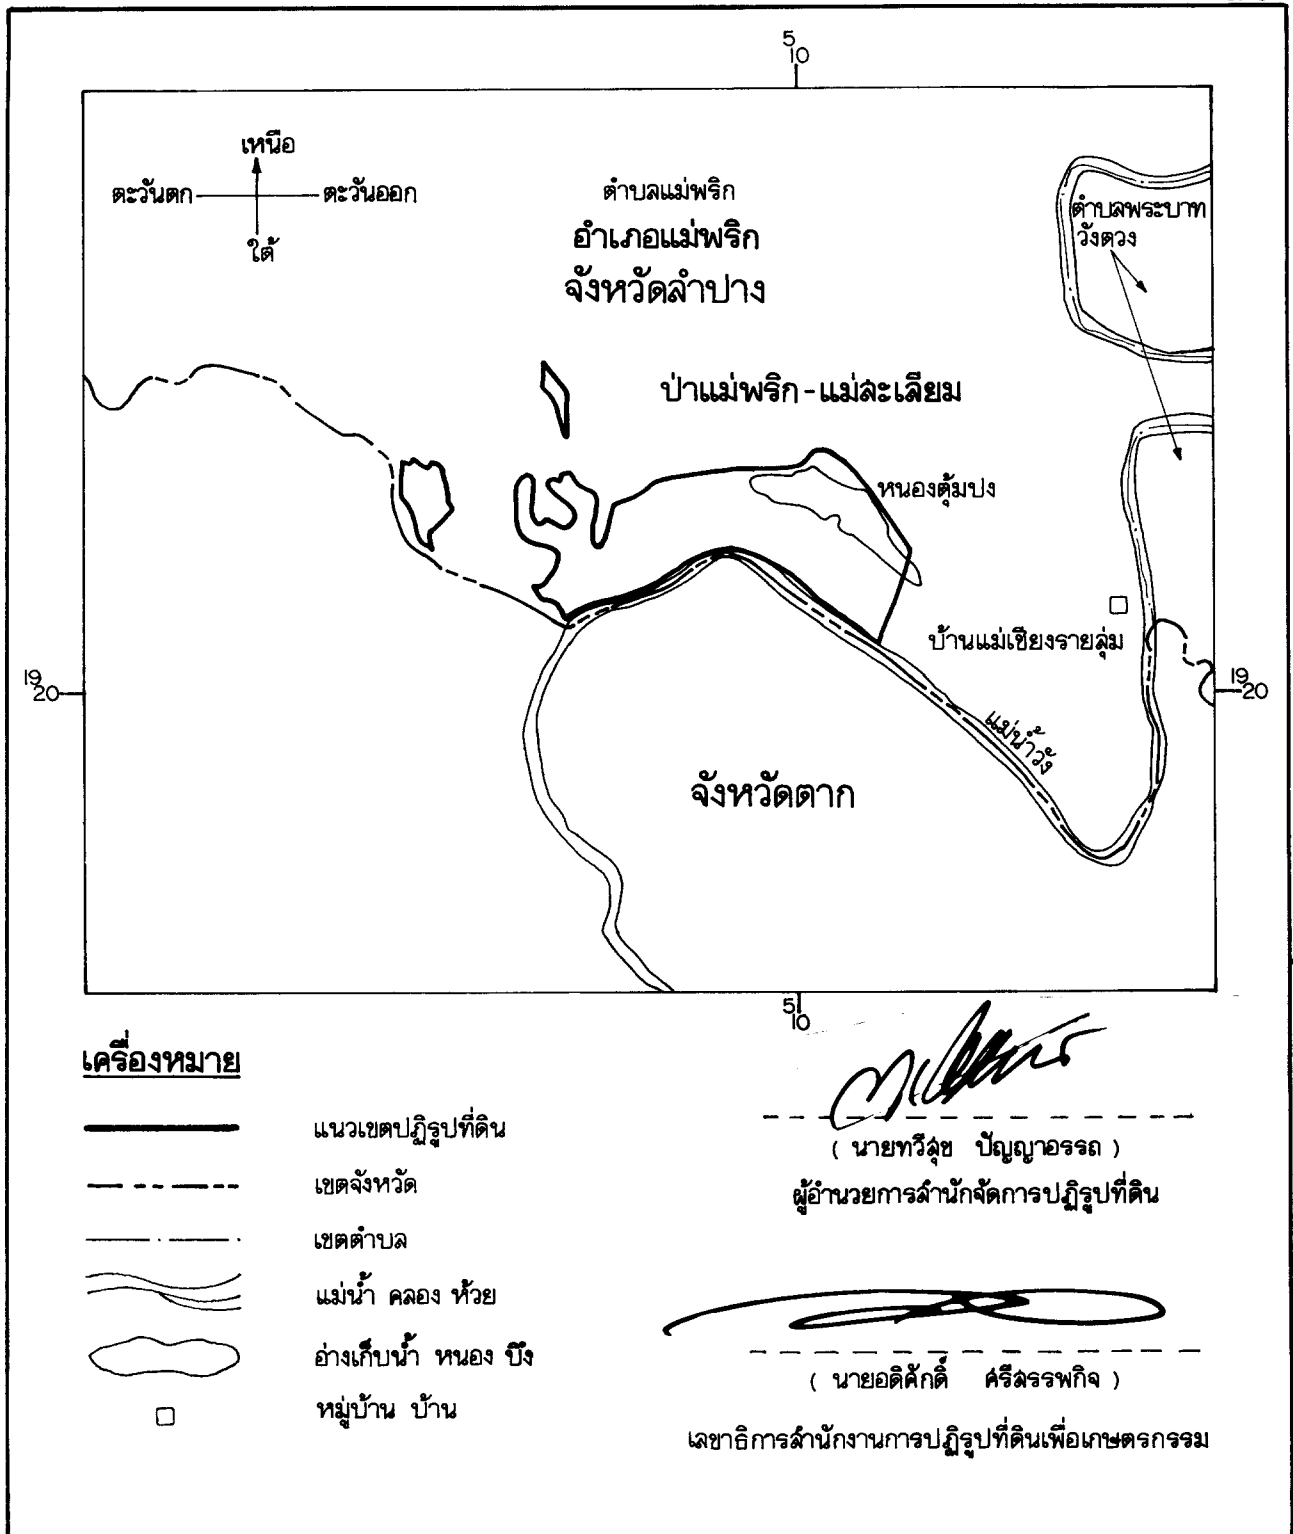 5
10
เหนือ
ตะวันตก ตะวันออก
ใต้
ตำบลแม่พริก
อำเภอแม่พริก
จังหวัดลำปาง
ตำบลพระบาท
วังตวง
ป่าแม่พริก-แม่สะเลียม
หนองตุ้มปง
บ้านแม่เชียงรายลุ่ม
19
20
19
20
แม่น้ำวัง
จังหวัดตาก
5
10
เครื่องหมาย
แนวเขตปฏิรูปที่ดิน
เขตจังหวัด
เขตตำบล
แม่น้ำ คลอง ห้วย
อ่างเก็บน้ำ หนอง บึง
หมู่บ้าน บ้าน
( นายทวีสุข ปัญญาอรรถ )
ผู้อำนวยการสำนักจัดการปฏิรูปที่ดิน
( นายอดิศักดิ์ ศรีสรรพกิจ )
เลขาธิการสำนักงานการปฏิรูปที่ดินเพื่อเกษตรกรรม